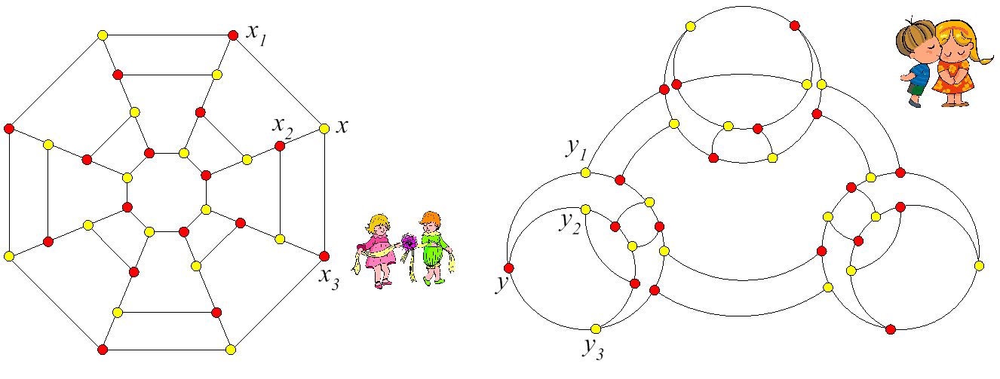 x₁
x₂
x
x₃
y₁
y₂
y
y₃